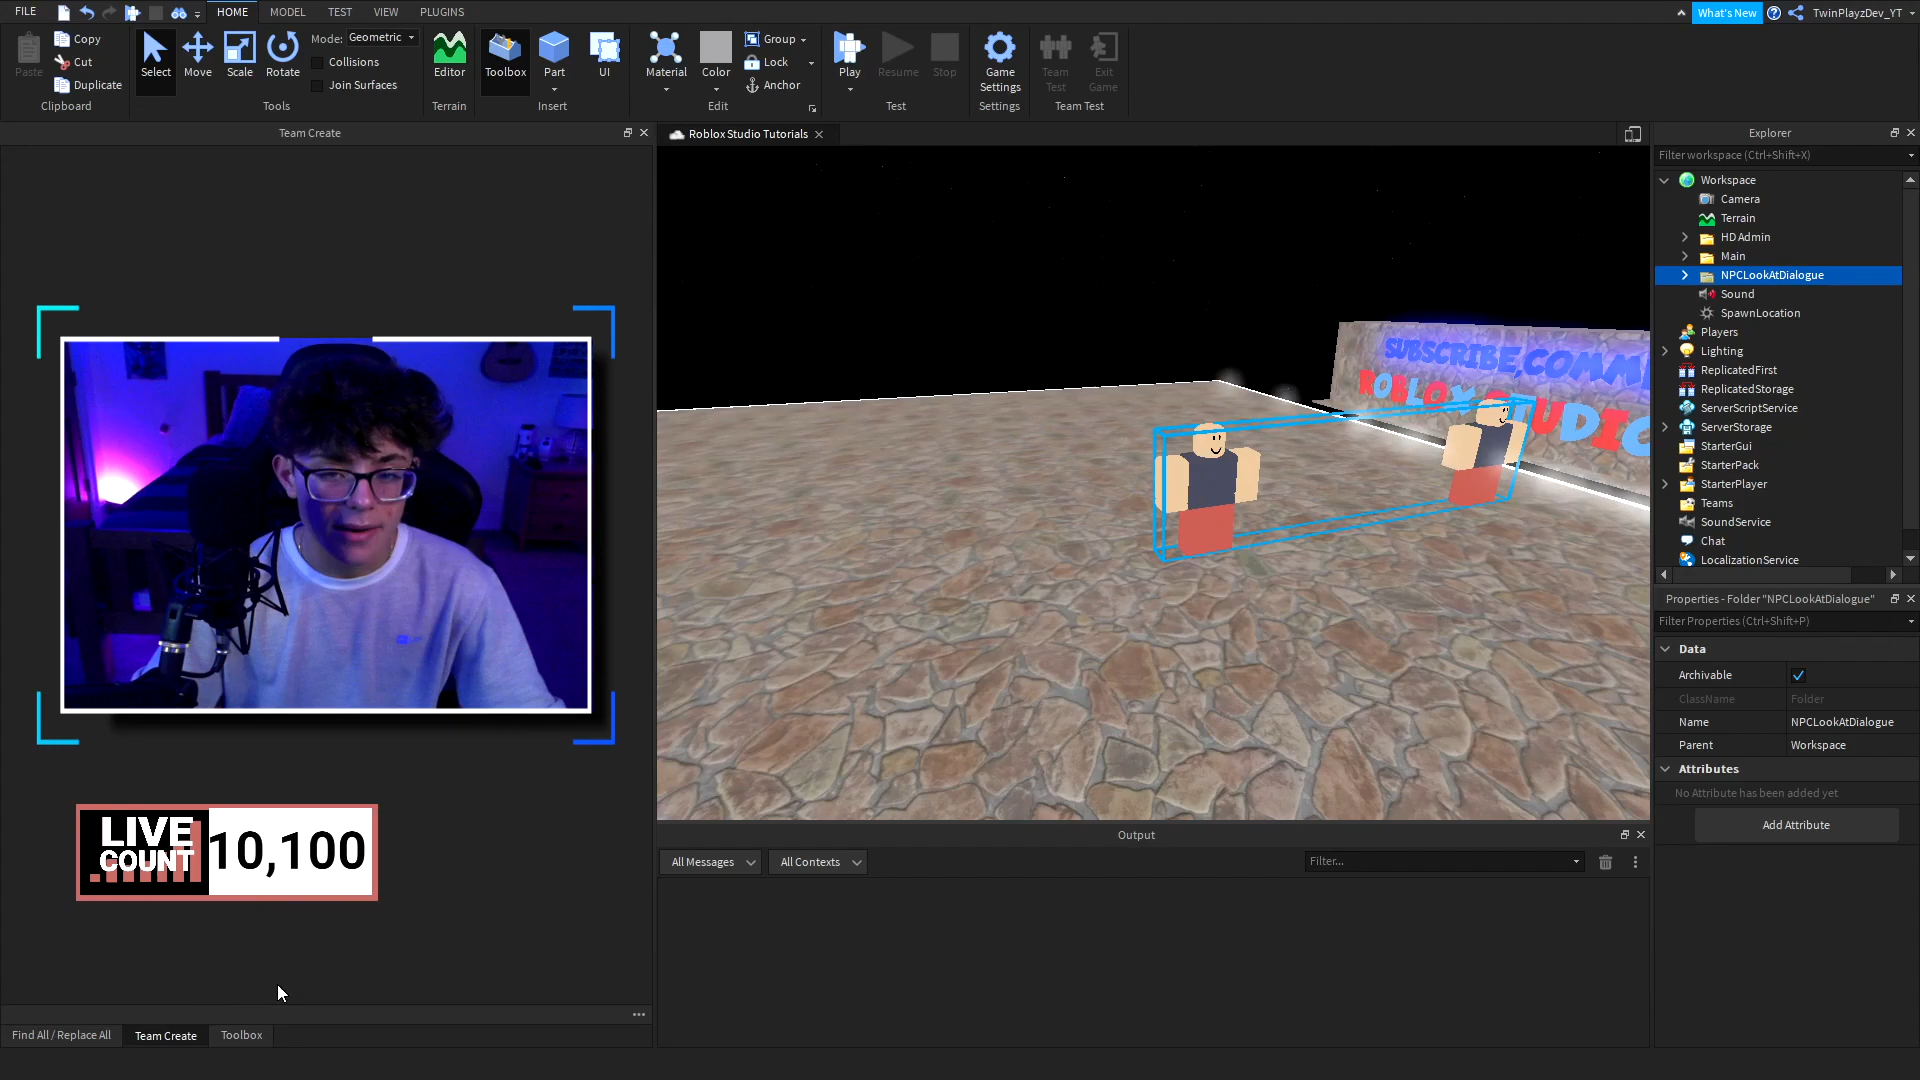 FILE HOME MODEL TEST VIEW PLUGINS What's New TwinPlayzDev_YT
Paste Copy Cut Duplicate Clipboard
Select Move Scale Rotate Mode: Geometric Collisions Join Surfaces Tools
Editor Terrain
Toolbox Part UI Insert
Material Color Group Lock Anchor Edit
Play Resume Stop Test
Game Settings Settings
Team Test Exit Game Team Test
Team Create
Roblox Studio Tutorials
Explorer
Filter workspace (Ctrl+Shift+X)
Workspace
Camera
Terrain
HD Admin
Main
NPCLookAtDialogue
Sound
SpawnLocation
Players
Lighting
ReplicatedFirst
ReplicatedStorage
ServerScriptService
ServerStorage
StarterGui
StarterPack
StarterPlayer
Teams
SoundService
Chat
LocalizationService
SUBSCRIBE,COMM
ROBLOX STUDIO
Properties - Folder "NPCLookAtDialogue"
Filter Properties (Ctrl+Shift+P)
Data
Archivable
ClassName Folder
Name NPCLookAtDialogue
Parent Workspace
Attributes
No Attribute has been added yet
Add Attribute
LIVE
COUNT
10,100
Output
All Messages All Contexts Filter...
Find All / Replace All Team Create Toolbox